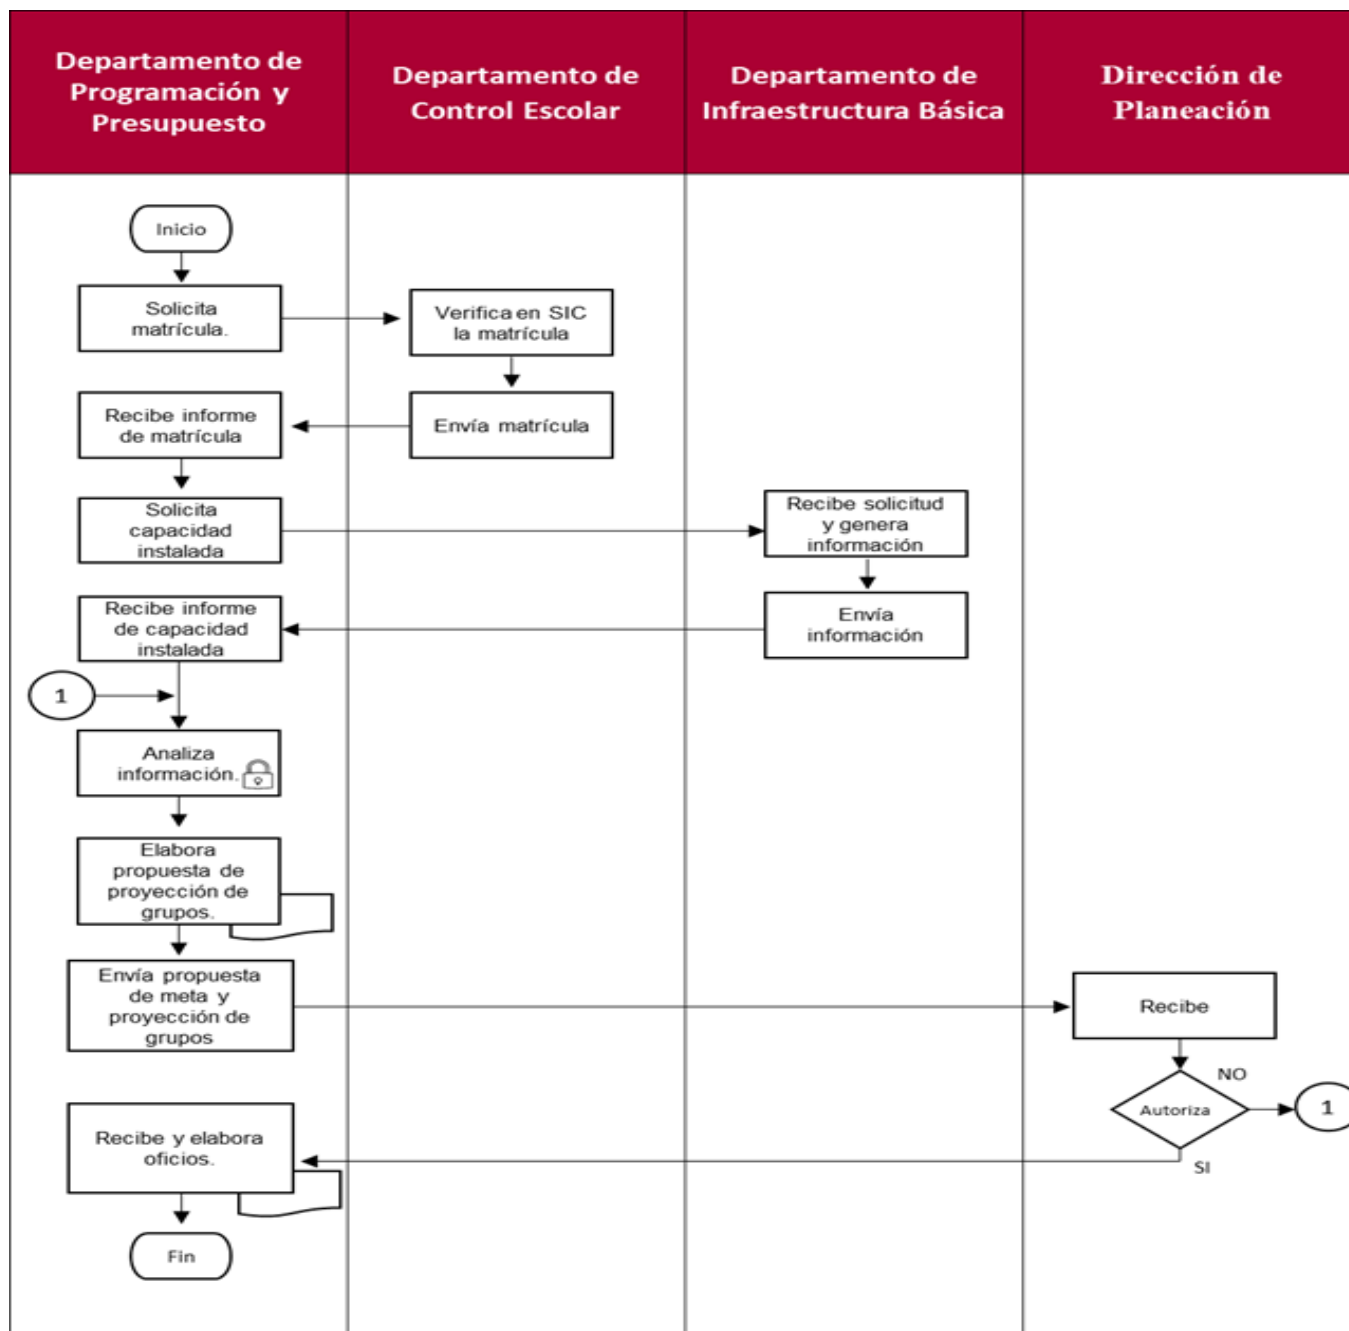 Departamento de
Programación y
Presupuesto
Departamento de
Control Escolar
Departamento de
Infraestructura Básica
Dirección de
Planeación
Inicio
Solicita
matrícula.
Verifica en SIC
la matrícula
Recibe informe
de matrícula
Envía matrícula
Solicita
capacidad
instalada
Recibe solicitud
y genera
información
Recibe informe
de capacidad
instalada
Envía
información
1
Analiza
información.
Elabora
propuesta de
proyección de
grupos.
Envía propuesta
de meta y
proyección de
grupos
Recibe
NO
Autoriza
1
SI
Recibe y elabora
oficios.
Fin